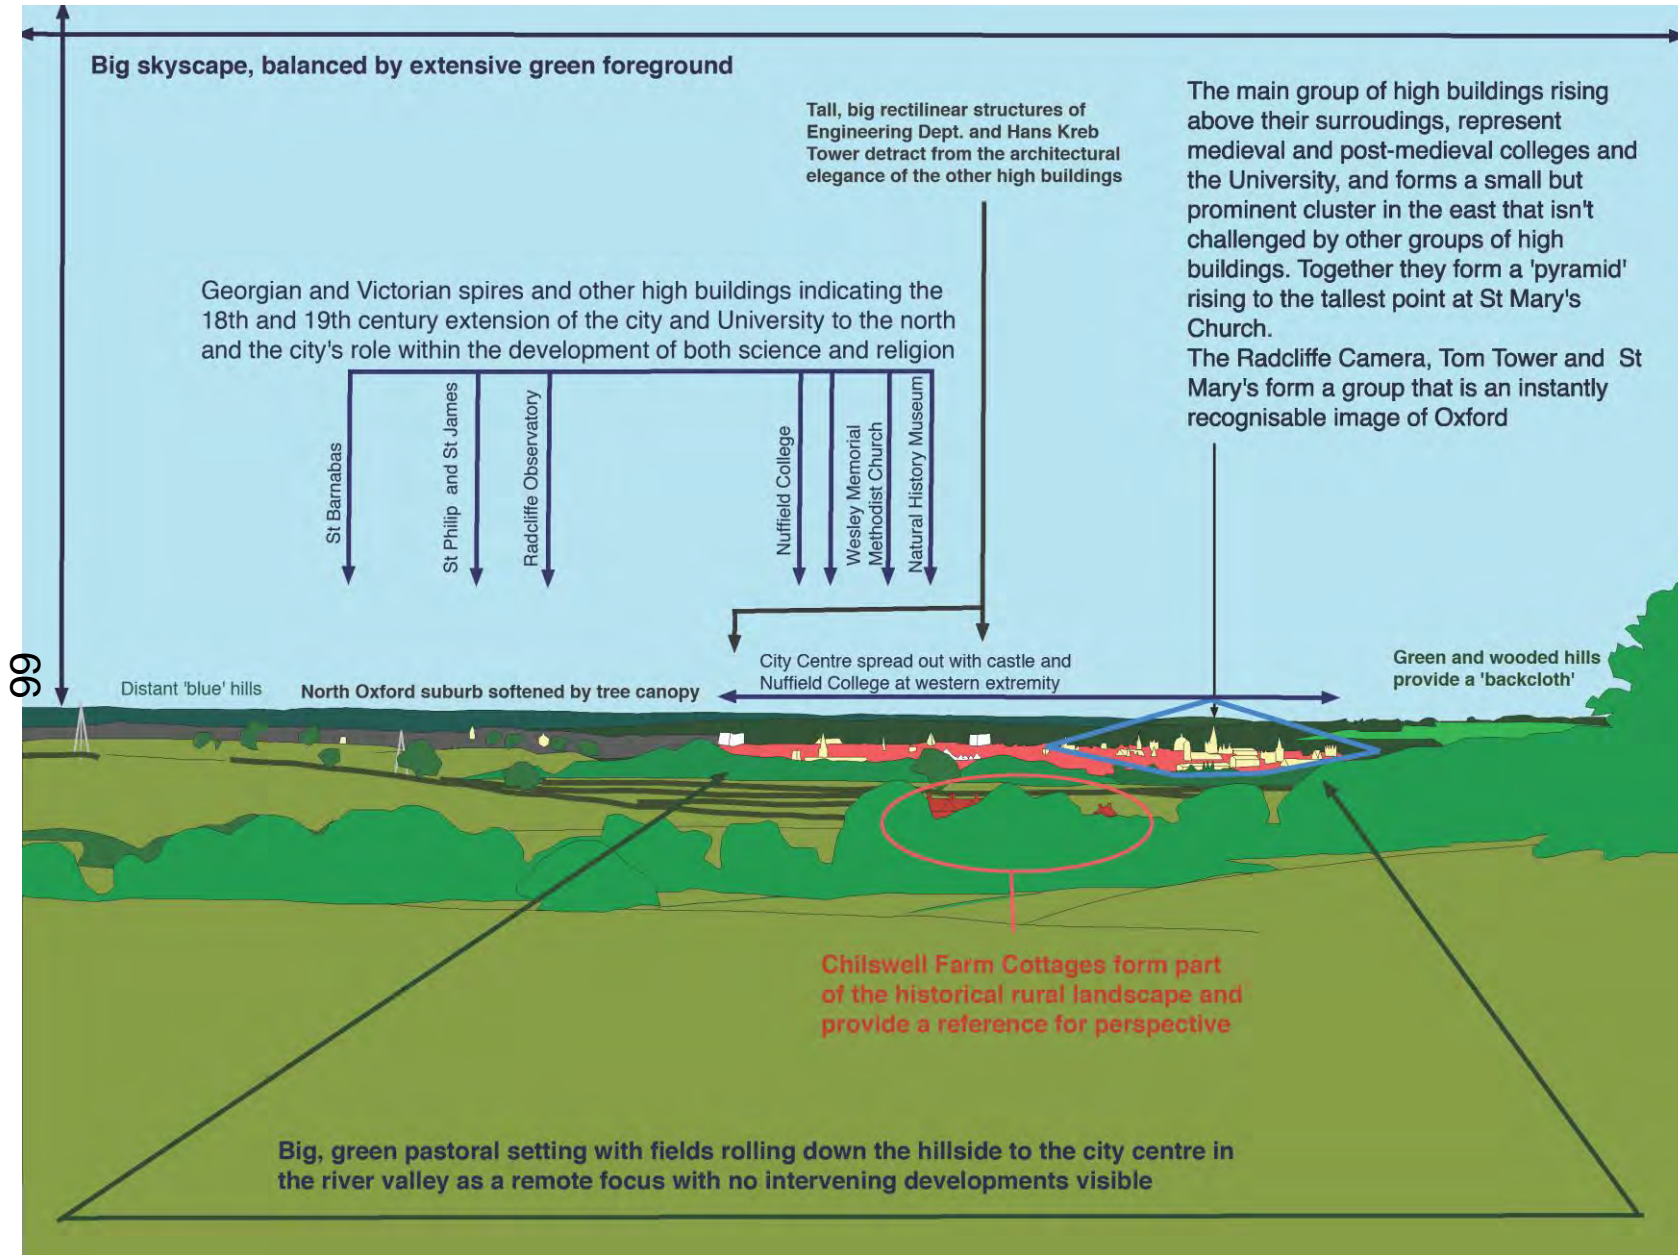 Big skyscape, balanced by extensive green foreground
Tall, big rectilinear structures of
Engineering Dept. and Hans Kreb
Tower detract from the architectural
elegance of the other high buildings
The main group of high buildings rising
above their surroudings, represent
medieval and post-medieval colleges and
the University, and forms a small but
prominent cluster in the east that isn't
challenged by other groups of high
buildings. Together they form a 'pyramid'
rising to the tallest point at St Mary's
Church.
The Radcliffe Camera, Tom Tower and St
Mary's form a group that is an instantly
recognisable image of Oxford
Georgian and Victorian spires and other high buildings indicating the
18th and 19th century extension of the city and University to the north
and the city's role within the development of both science and religion
St Barnabas
St Philip and St James
Radcliffe Observatory
Nuffield College
Wesley Memorial
Methodist Church
Natural History Museum
66
Distant 'blue' hills
North Oxford suburb softened by tree canopy
City Centre spread out with castle and
Nuffield College at western extremity
Green and wooded hills
provide a 'backcloth'
Chilswell Farm Cottages form part
of the historical rural landscape and
provide a reference for perspective
Big, green pastoral setting with fields rolling down the hillside to the city centre in
the river valley as a remote focus with no intervening developments visible